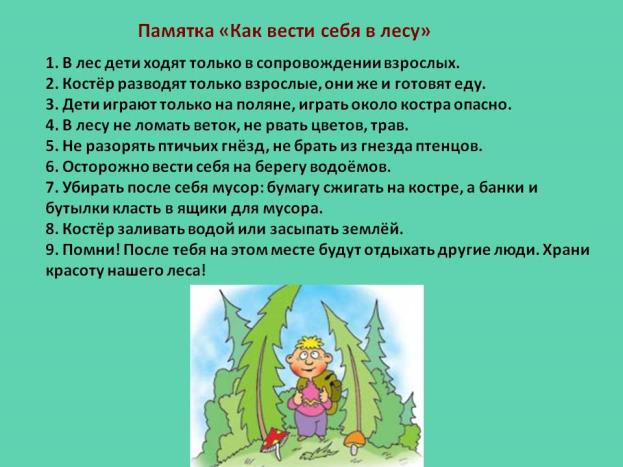 Памятка «Как вести себя в лесу»
1. В лес дети ходят только в сопровождении взрослых.
2. Костёр разводят только взрослые, они же и готовят еду.
3. Дети играют только на поляне, играть около костра опасно.
4. В лесу не ломать веток, не рвать цветов, трав.
5. Не разорять птичьих гнёзд, не брать из гнезда птенцов.
6. Осторожно вести себя на берегу водоёмов.
7. Убирать после себя мусор: бумагу сжигать на костре, а банки и
бутылки класть в ящики для мусора.
8. Костёр заливать водой или засыпать землёй.
9. Помни! После тебя на этом месте будут отдыхать другие люди. Храни
красоту нашего леса!